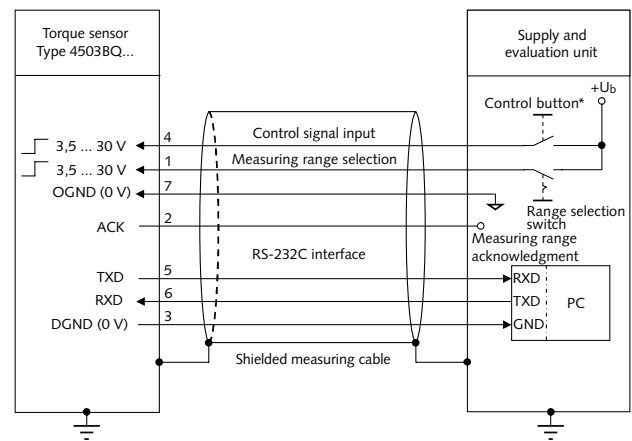 Torque sensor
Type 4503BQ...
Supply and
evaluation unit
+Ub
Control button*
3,5 ... 30 V
4
Control signal input
3,5 ... 30 V
1
Measuring range selection
OGND (0 V)
7
Range selection
switch
ACK
2
Measuring range
acknowledgment
RS-232C interface
TXD
5
RXD
RXD
6
TXD
PC
DGND (0 V)
3
GND
Shielded measuring cable